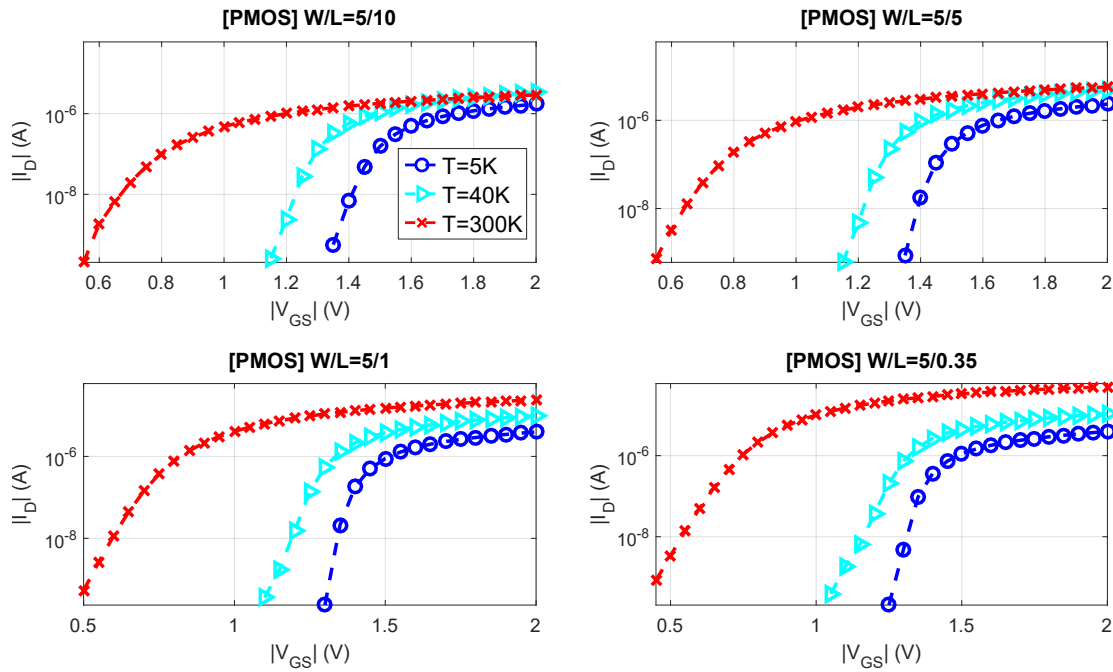 [PMOS] W/L=5/10
|I_D| (A)
10^-6
10^-8
T=5K
T=40K
T=300K
0.6 0.8 1 1.2 1.4 1.6 1.8 2
|V_GS| (V)
[PMOS] W/L=5/5
|I_D| (A)
10^-6
10^-8
0.6 0.8 1 1.2 1.4 1.6 1.8 2
|V_GS| (V)
[PMOS] W/L=5/1
|I_D| (A)
10^-6
10^-8
0.5 1 1.5 2
|V_GS| (V)
[PMOS] W/L=5/0.35
|I_D| (A)
10^-6
10^-8
0.5 1 1.5 2
|V_GS| (V)